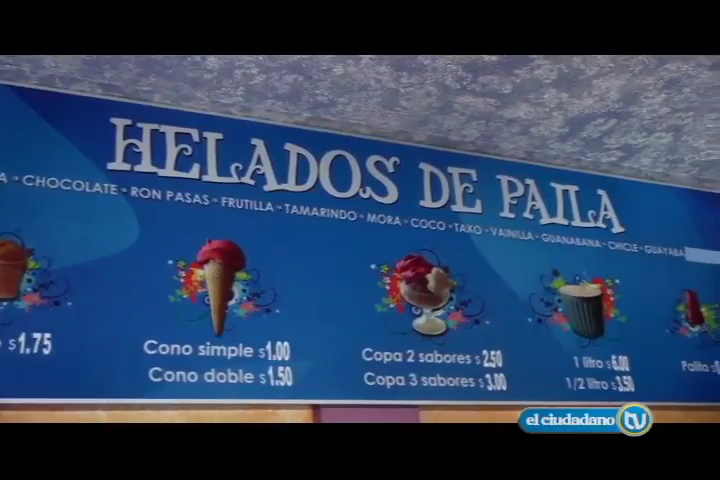 HELADOS DE PAILA
CHOCOLATE - RON PASAS - FRUTILLA - TAMARINDO - MORA - COCO - TAXO - VAINILLA - GUANABANA - CHICLE - GUAYABA
$1.75
Cono simple $1.00
Cono doble $1.50
Copa 2 sabores $2.50
Copa 3 sabores $3.00
1 litro $6.00
1/2 litro $3.50
Palito
el ciudadano tv